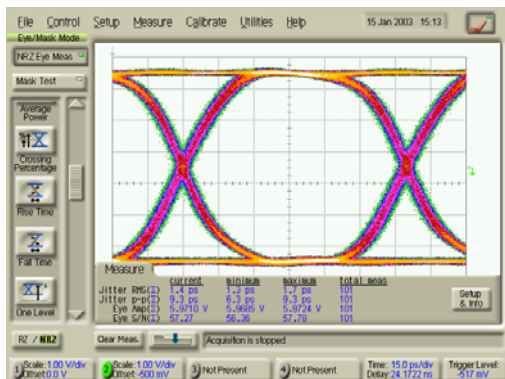 File Control Setup Measure Calibrate Utilities Help 15 Jan 2003 15:13
Eye/Mask Mode
NRZ Eye Meas
Mask Test
Average
Power
Crossing
Percentage
Rise Time
Fall Time
One Level
Measure
current minimum maximum total meas
Jitter RMS(Σ) 1.4 ps 1.3 ps 1.7 ps 101
Jitter p-p(Σ) 9.3 ps 6.3 ps 9.3 ps 101
Eye Amp(Σ) 5.9710 V 5.9685 V 5.9724 V 101
Eye S/N(Σ) 57.27 56.36 57.79 101
Setup
& Info
RZ / NRZ
Clear Meas.
Acquisition is stopped
1) Scale: 1.00 V/div
Offset: 0.0 V
2) Scale: 1.00 V/div
Offset: -500 mV
3) Not Present
4) Not Present
Time: 15.0 ps/div
Delay: 24.1722 ns
Trigger Level:
-517 mV